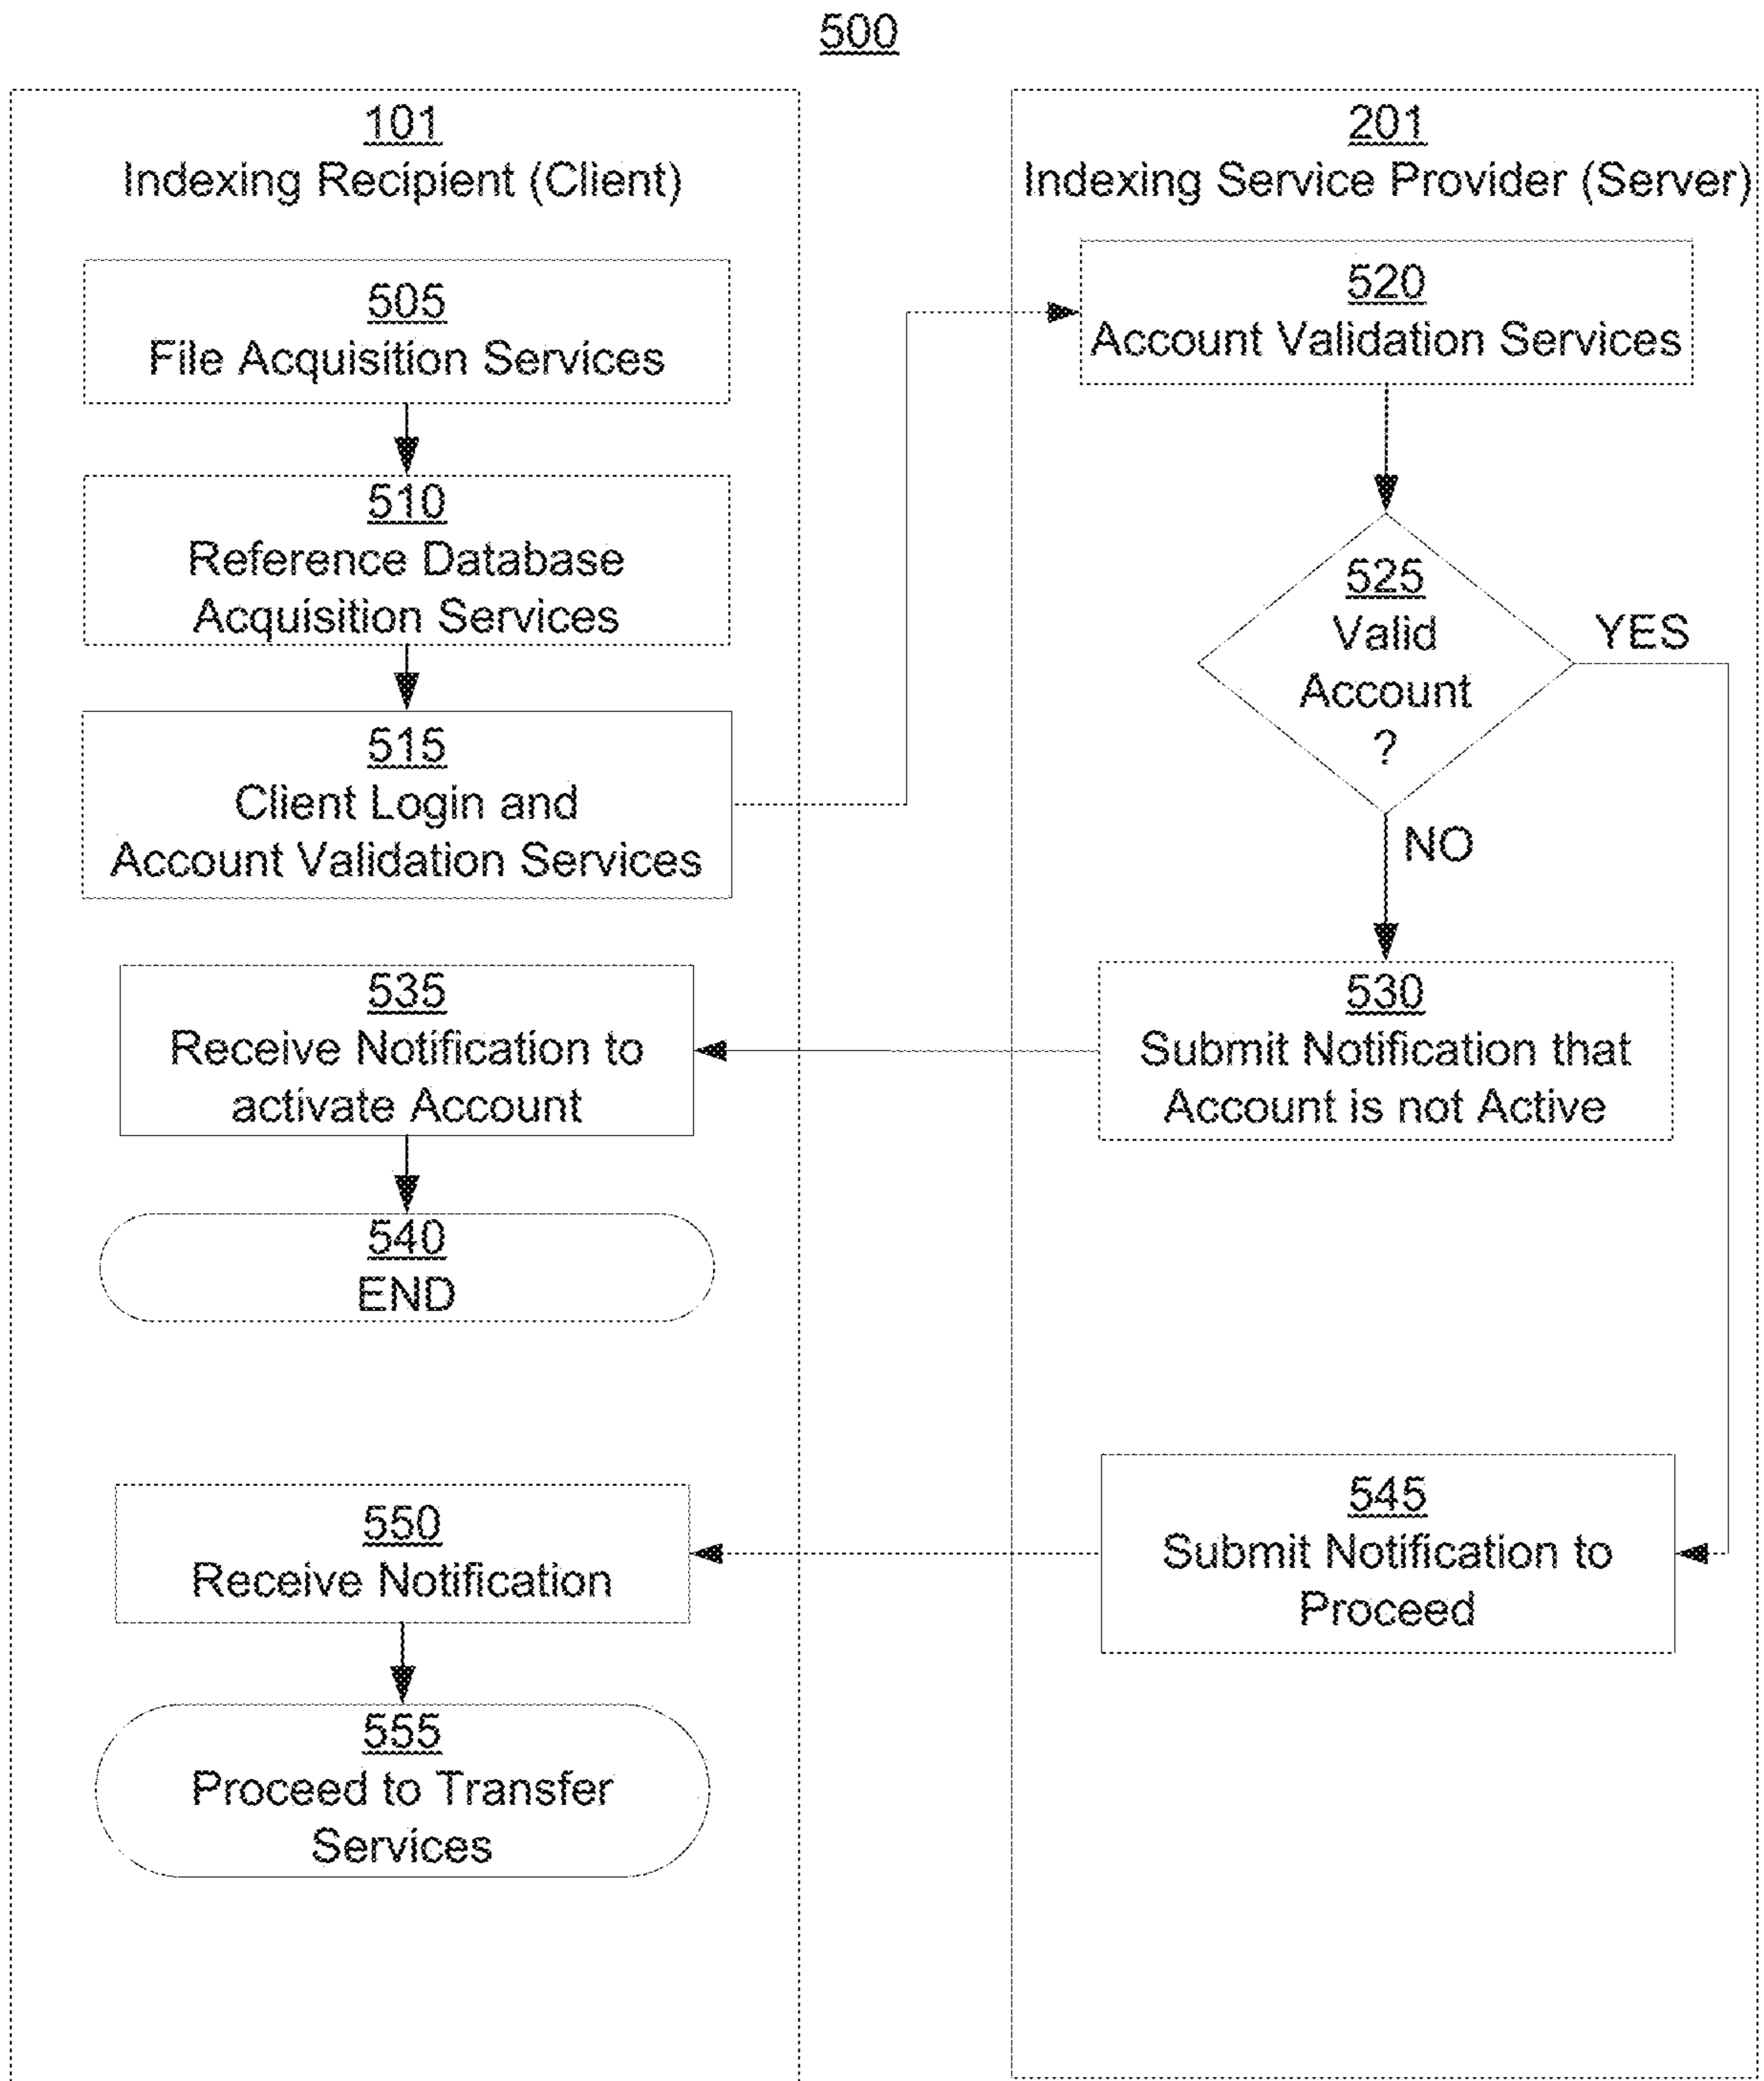 500
101
Indexing Recipient (Client)
505
File Acquisition Services
510
Reference Database
Acquisition Services
515
Client Login and
Account Validation Services
535
Receive Notification to
activate Account
540
END
550
Receive Notification
555
Proceed to Transfer
Services
201
Indexing Service Provider (Server)
520
Account Validation Services
525
Valid
Account
?
YES
NO
530
Submit Notification that
Account is not Active
545
Submit Notification to
Proceed